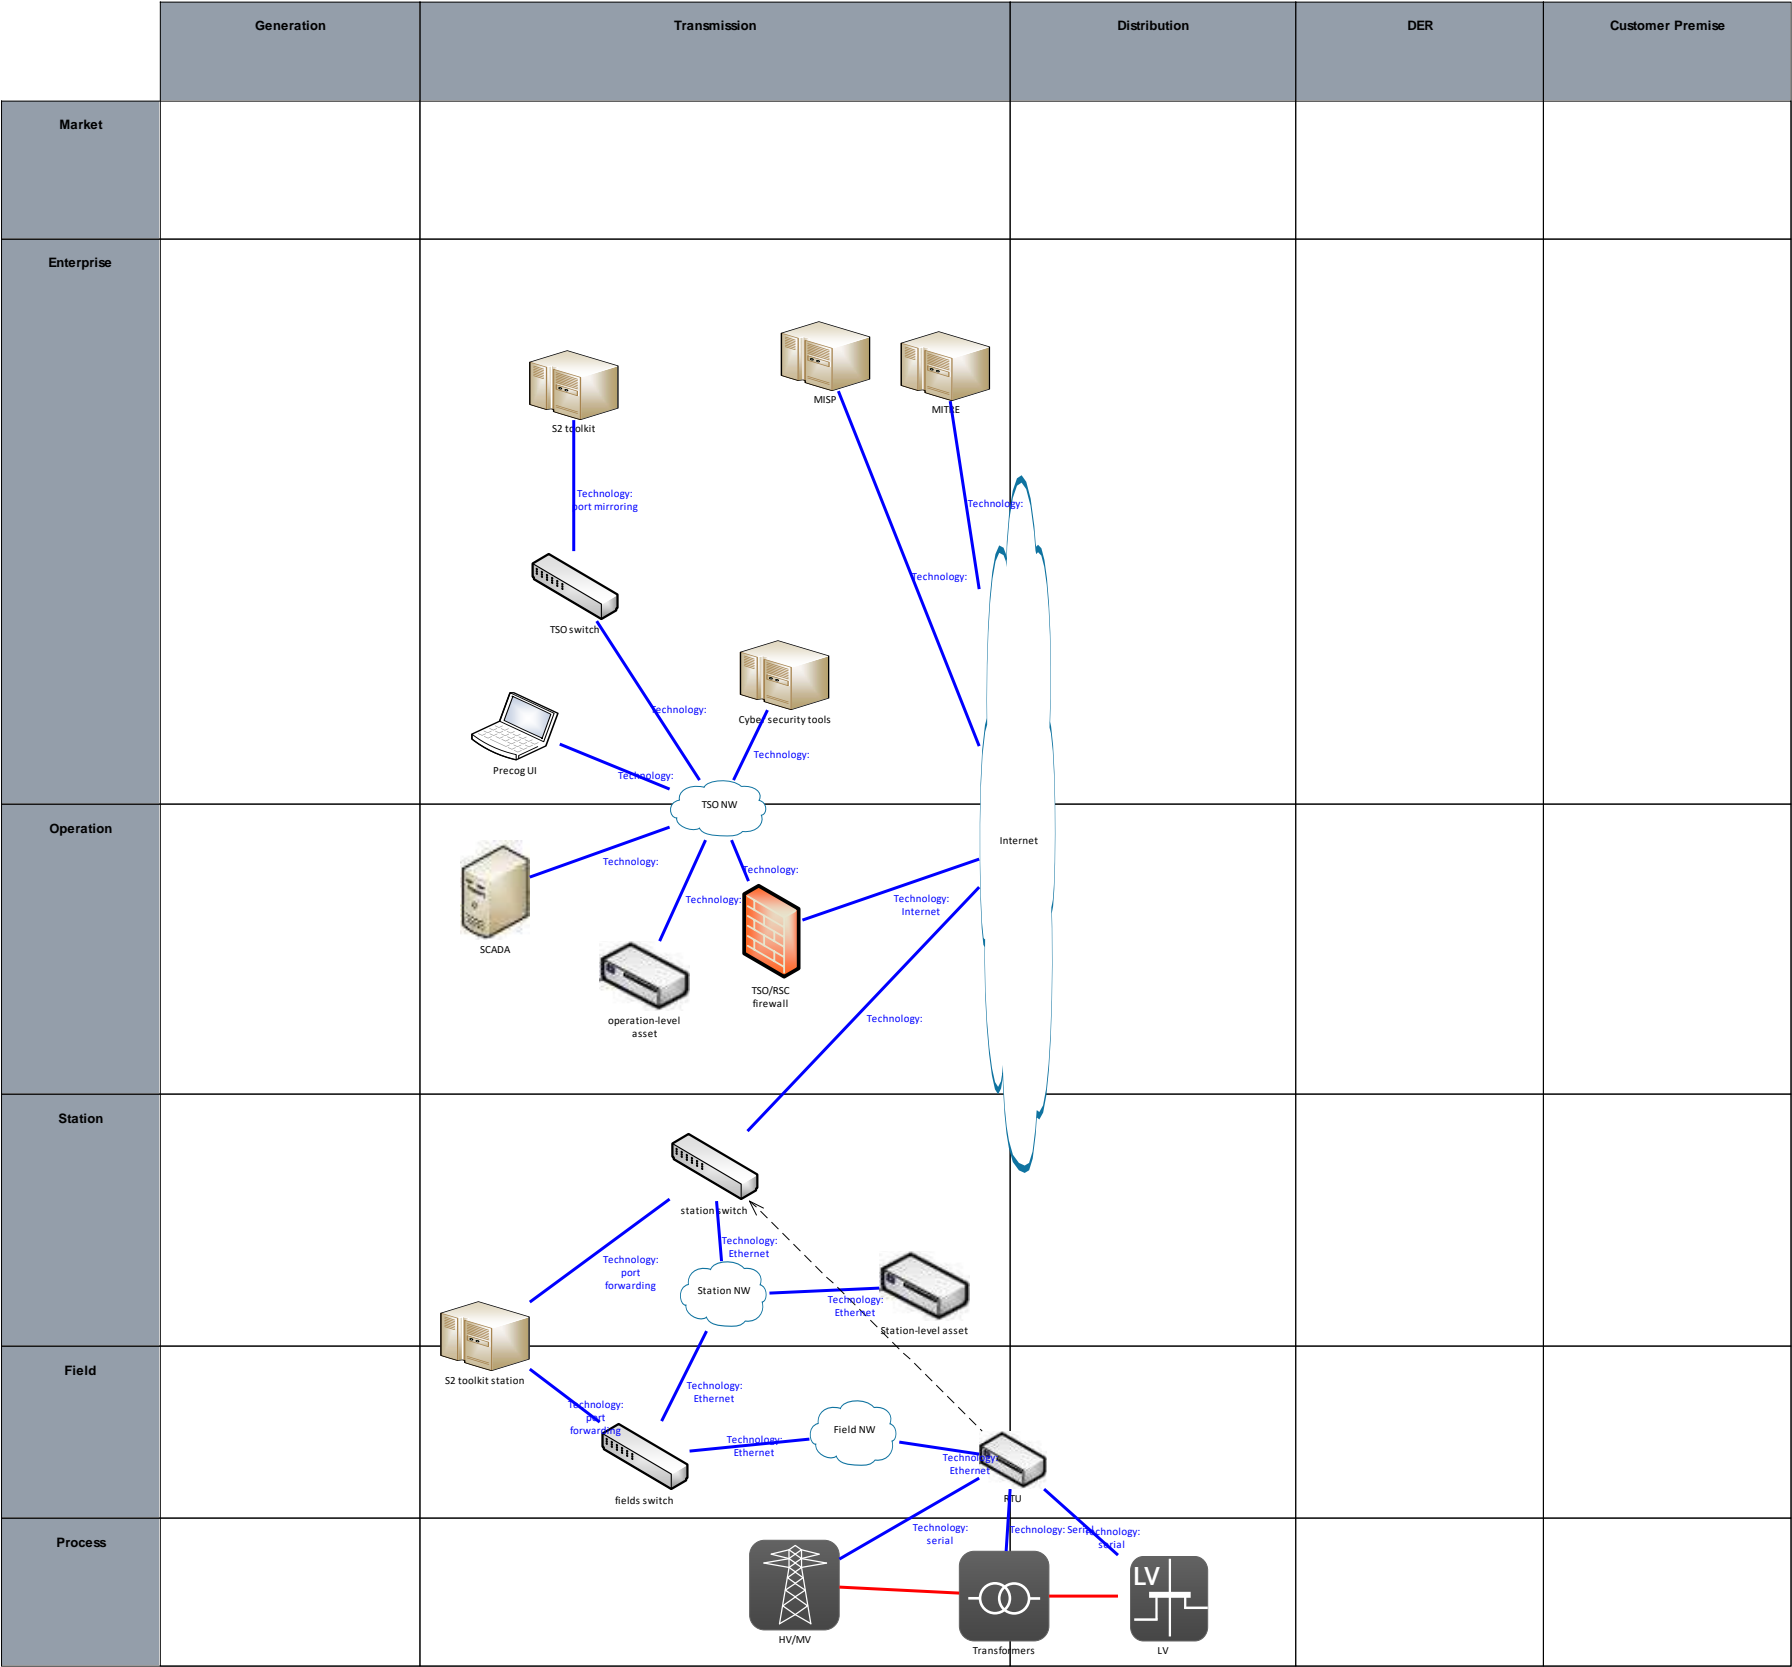 Generation
Transmission
Distribution
DER
Customer Premise
Market
Enterprise
MISP
MITRE
S2 toolkit
Technology:
port mirroring
Technology:
Technology:
TSO switch
Technology:
Cyber security tools
Technology:
Precog UI
Technology:
TSO NW
Operation
Internet
Technology:
Technology:
Technology:
Technology:
Internet
SCADA
TSO/RSC
firewall
operation-level
asset
Technology:
Station
station switch
Technology:
Ethernet
Technology:
port
forwarding
Station NW
Technology:
Ethernet
Station-level asset
Field
S2 toolkit station
Technology:
Ethernet
Technology:
port
forwarding
Field NW
Technology:
Ethernet
Technology:
Ethernet
fields switch
RTU
Process
Technology:
serial
Technology: Serial
Technology:
serial
LV
HV/MV
Transformers
LV